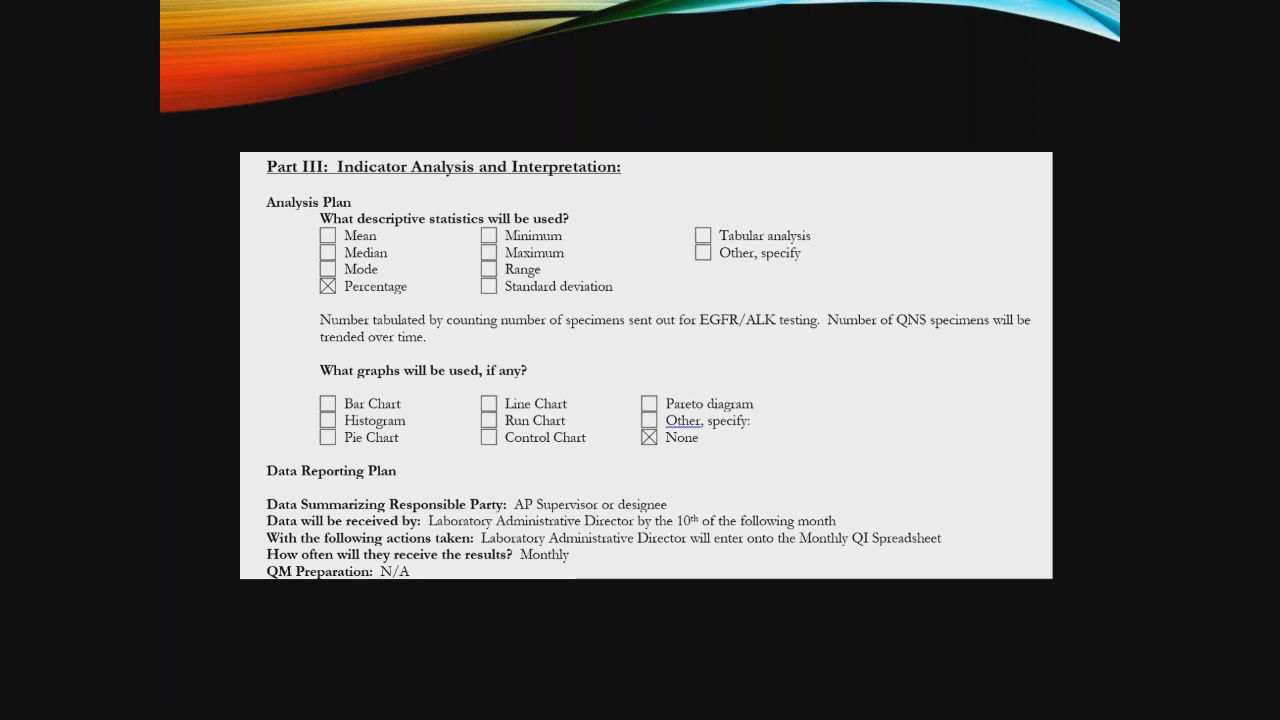 Part III:  Indicator Analysis and Interpretation:
Analysis Plan
What descriptive statistics will be used?
Mean Minimum Tabular analysis
Median Maximum Other, specify
Mode Range
Percentage Standard deviation
Number tabulated by counting number of specimens sent out for EGFR/ALK testing.  Number of QNS specimens will be
trended over time.
What graphs will be used, if any?
Bar Chart Line Chart Pareto diagram
Histogram Run Chart Other, specify:
Pie Chart Control Chart None
Data Reporting Plan
Data Summarizing Responsible Party:  AP Supervisor or designee
Data will be received by:  Laboratory Administrative Director by the 10th of the following month
With the following actions taken:  Laboratory Administrative Director will enter onto the Monthly QI Spreadsheet
How often will they receive the results?  Monthly
QM Preparation:  N/A